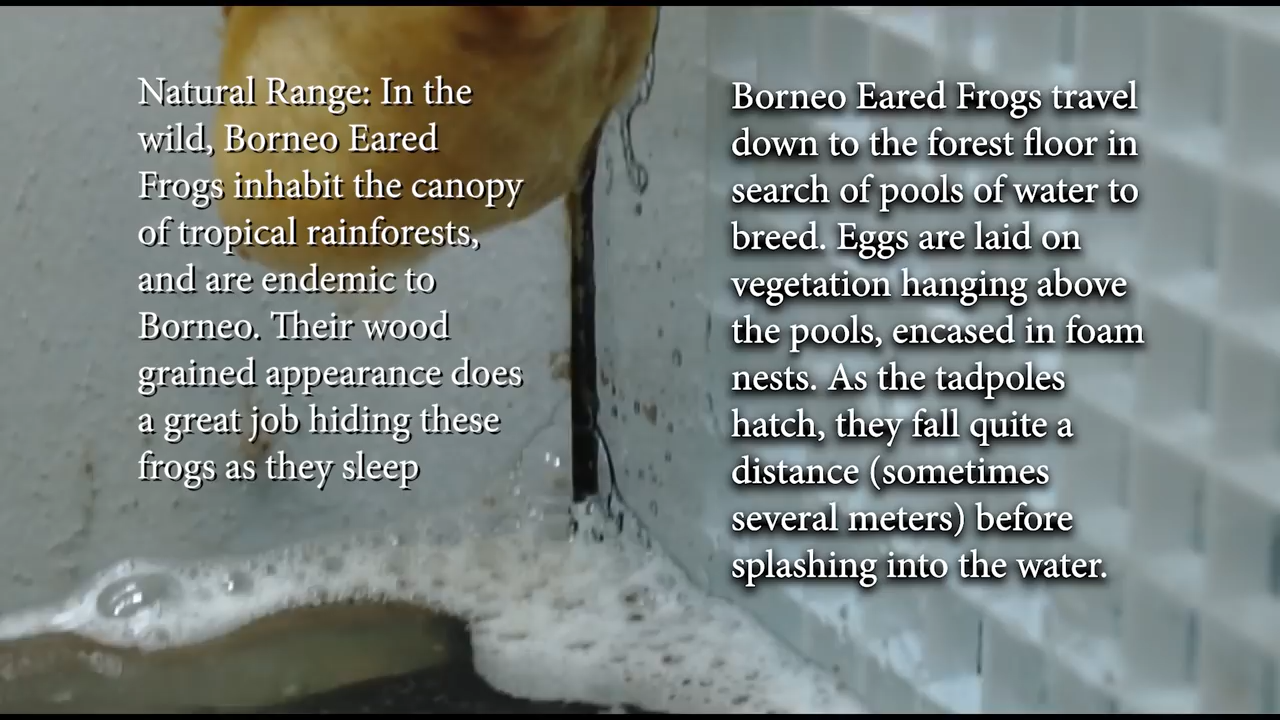 Natural Range: In the
wild, Borneo Eared
Frogs inhabit the canopy
of tropical rainforests,
and are endemic to
Borneo. Their wood
grained appearance does
a great job hiding these
frogs as they sleep
Borneo Eared Frogs travel
down to the forest floor in
search of pools of water to
breed. Eggs are laid on
vegetation hanging above
the pools, encased in foam
nests. As the tadpoles
hatch, they fall quite a
distance (sometimes
several meters) before
splashing into the water.